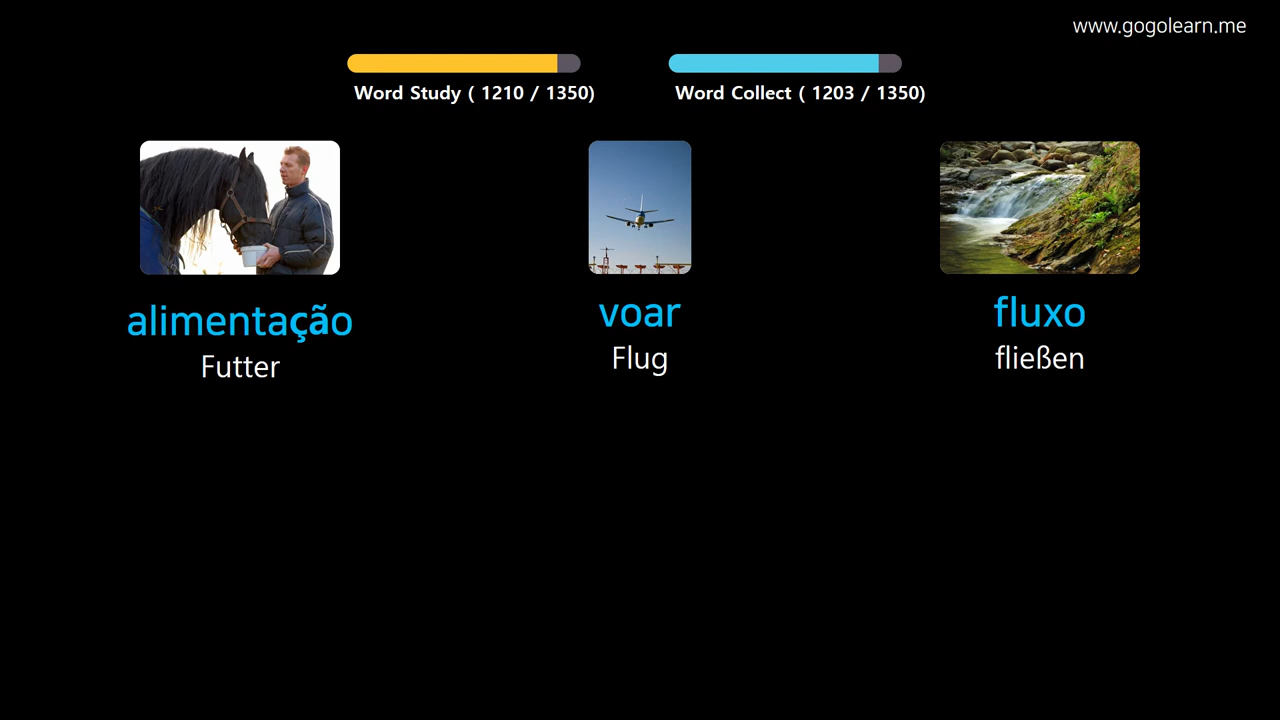 www.gogolearn.me
Word Study ( 1210 / 1350)
Word Collect ( 1203 / 1350)
alimentação
Futter
voar
Flug
fluxo
fließen